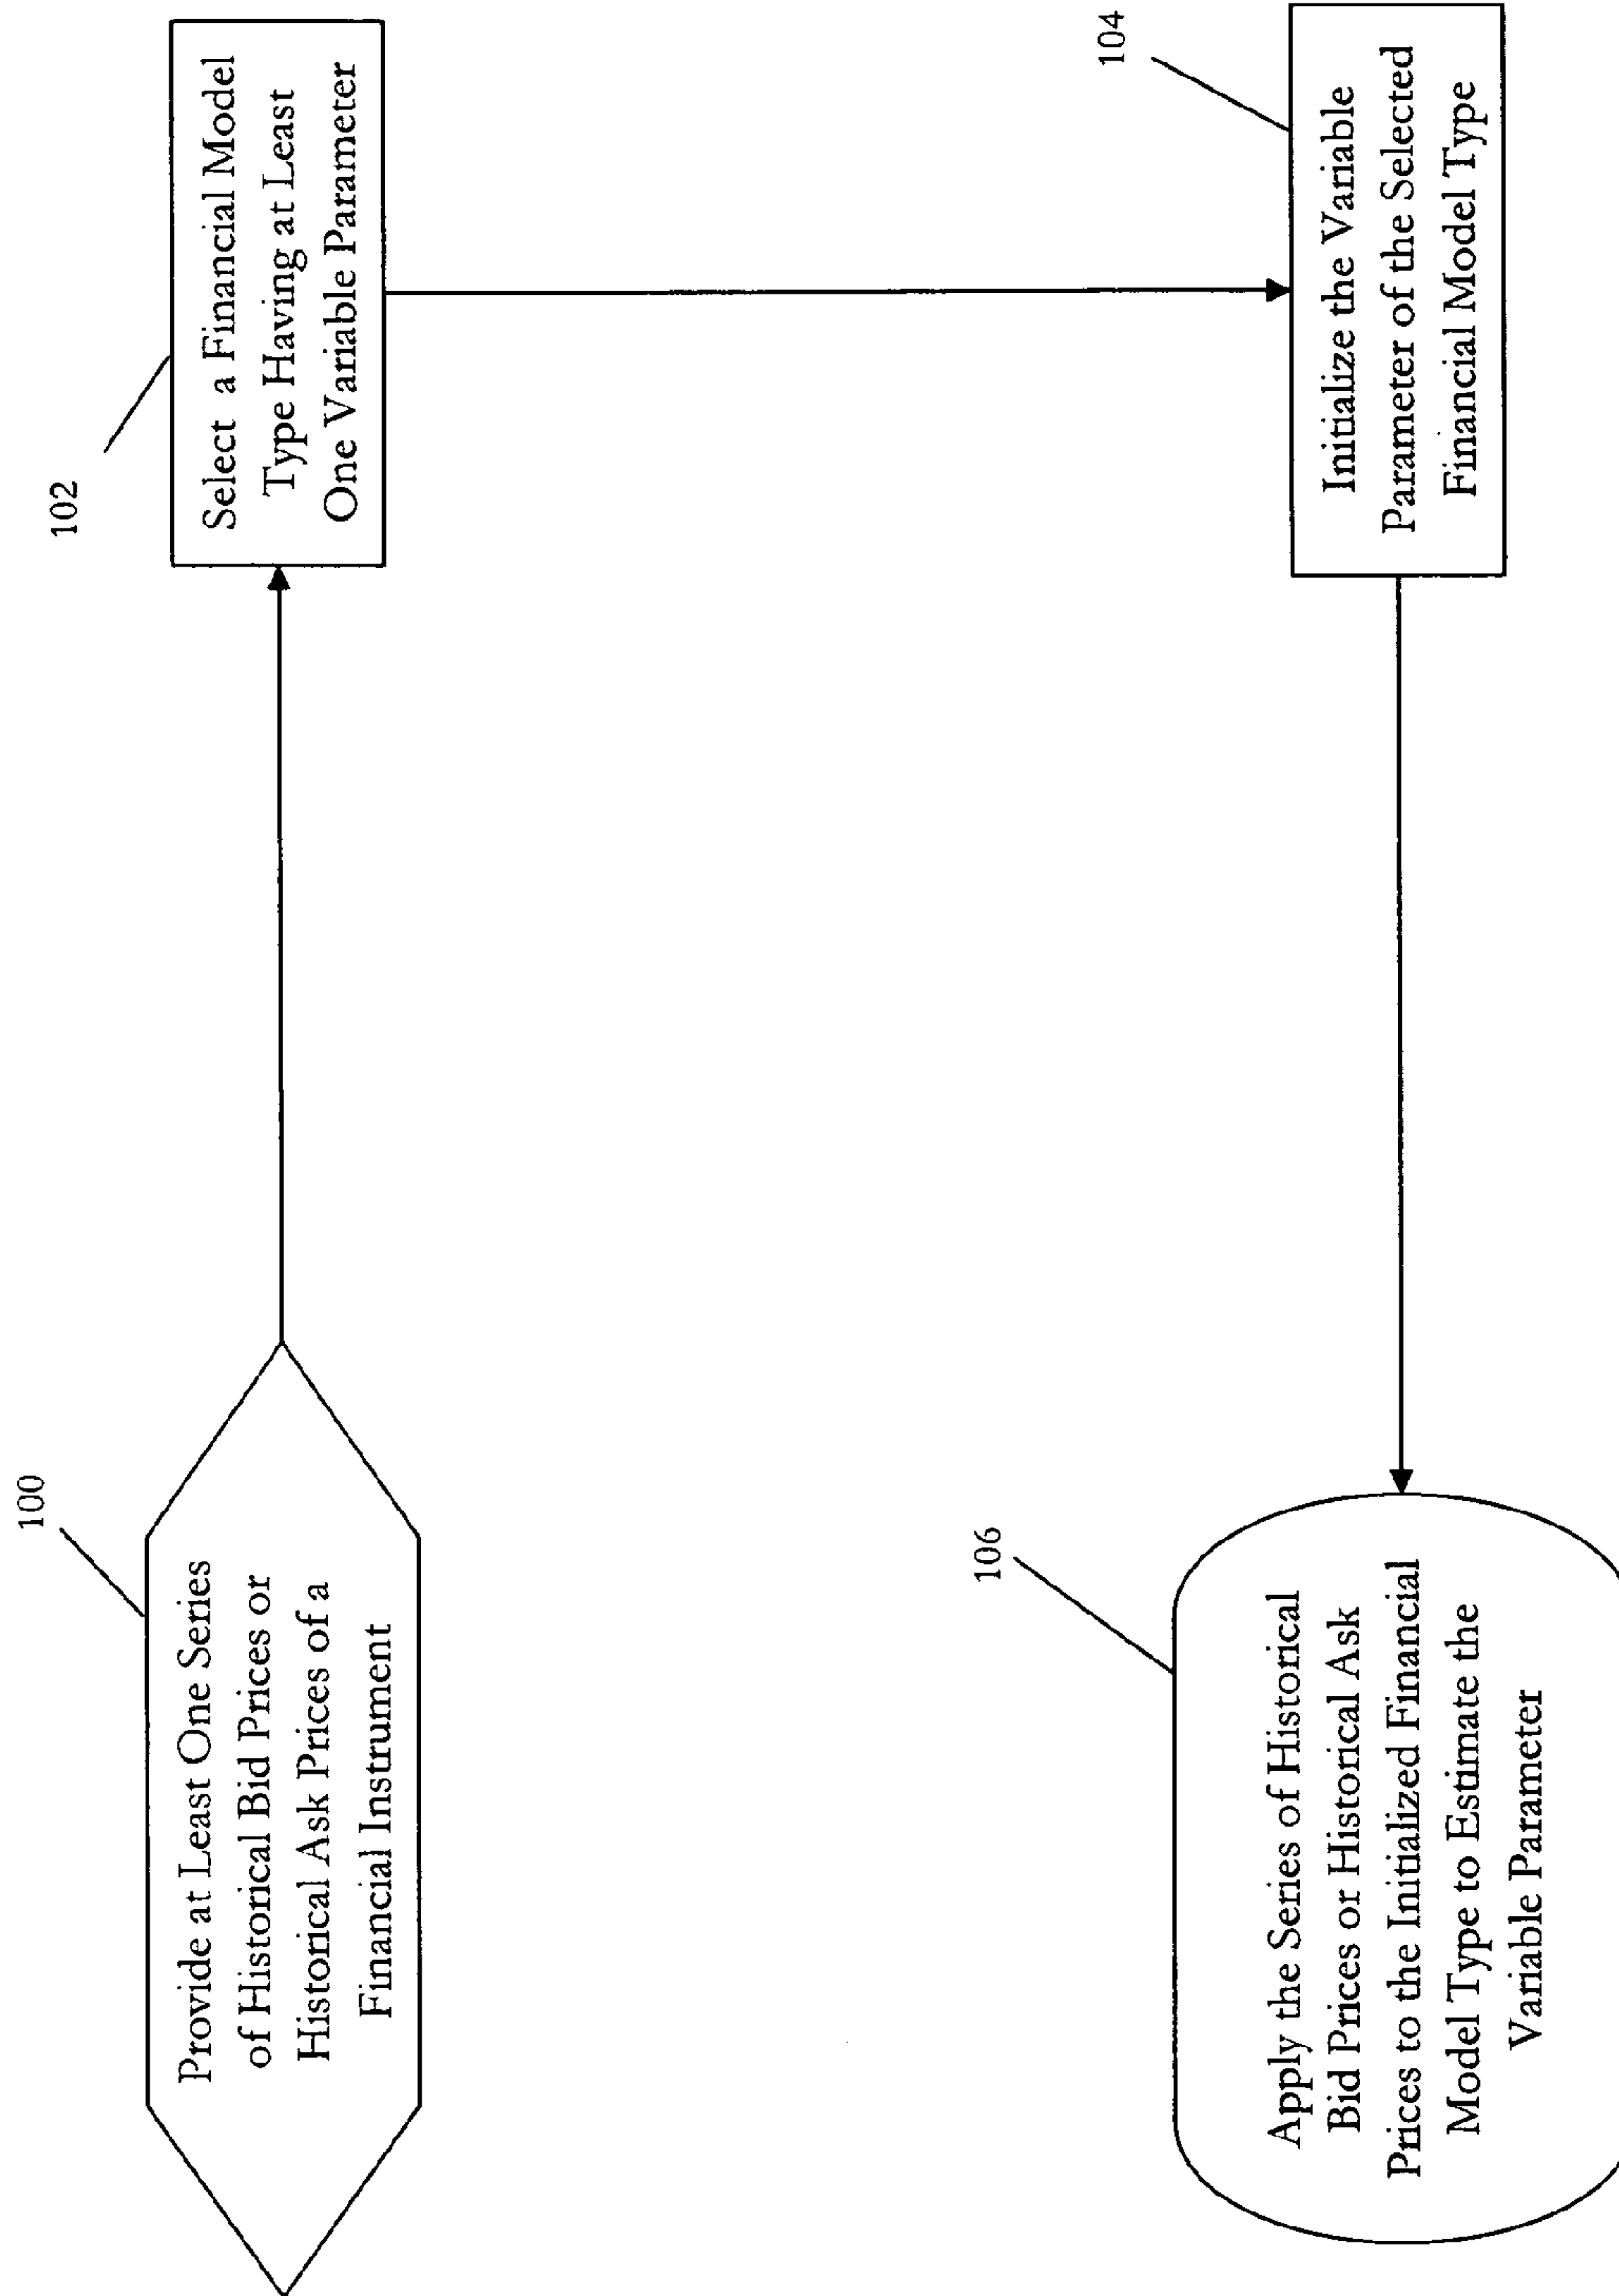 100
Provide at Least One Series
of Historical Bid Prices or
Historical Ask Prices of a
Financial Instrument
102
Select a Financial Model
Type Having at Least
One Variable Parameter
104
Initialize the Variable
Parameter of the Selected
Financial Model Type
106
Apply the Series of Historical
Bid Prices or Historical Ask
Prices to the Initialized Financial
Model Type to Estimate the
Variable Parameter